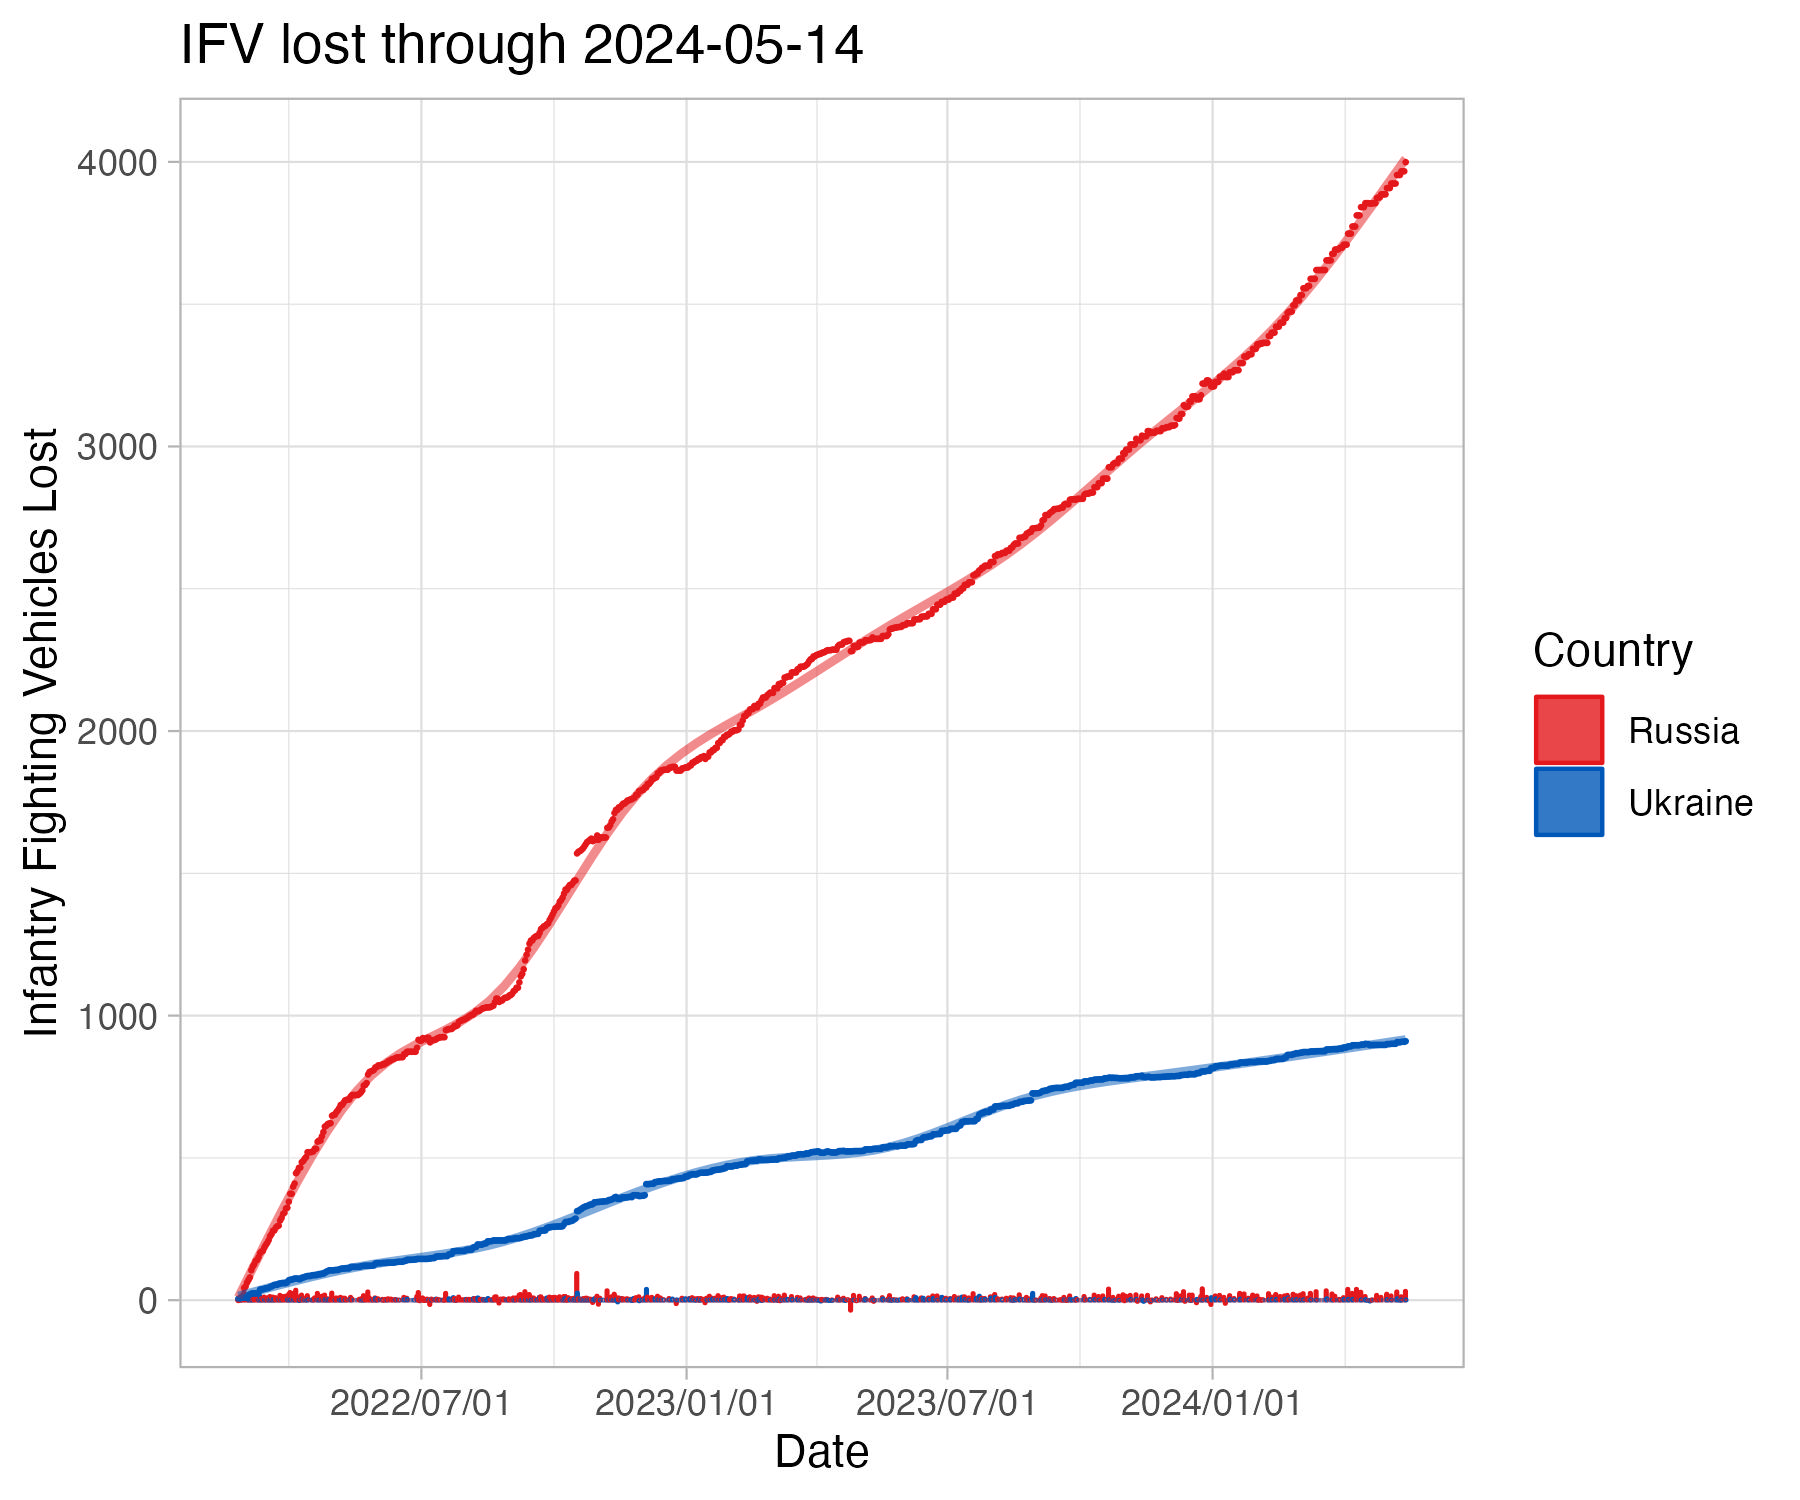 IFV lost through 2024-05-14
Infantry Fighting Vehicles Lost
4000
3000
2000
1000
0
2022/07/01
2023/01/01
2023/07/01
2024/01/01
Date
Country
Russia
Ukraine